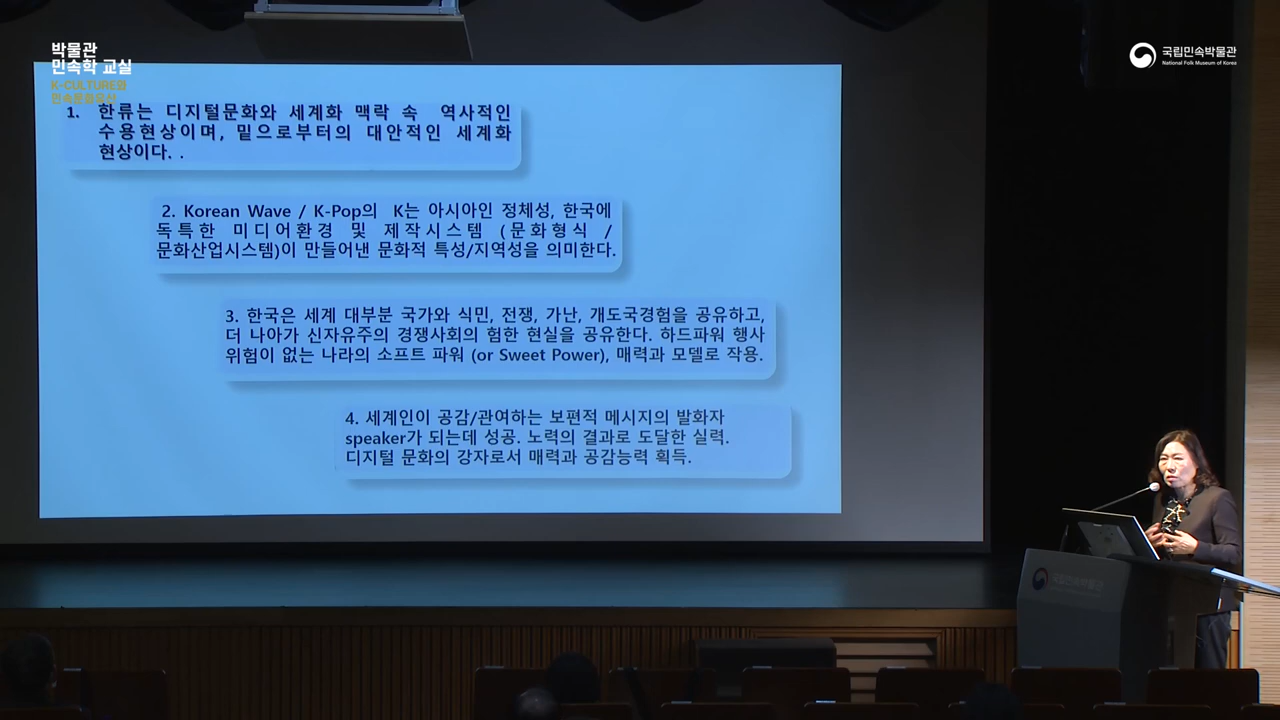 박물관
민속학 교실
K-CULTURE와
민속문화유산
국립민속박물관
National Folk Museum of Korea
1. 한류는 디지털문화와 세계화 맥락 속 역사적인
수용현상이며, 밑으로부터의 대안적인 세계화
현상이다. .
2. Korean Wave / K-Pop의 K는 아시아인 정체성, 한국에
독특한 미디어환경 및 제작시스템 (문화형식 /
문화산업시스템)이 만들어낸 문화적 특성/지역성을 의미한다.
3. 한국은 세계 대부분 국가와 식민, 전쟁, 가난, 개도국경험을 공유하고,
더 나아가 신자유주의 경쟁사회의 험한 현실을 공유한다. 하드파워 행사
위험이 없는 나라의 소프트 파워 (or Sweet Power), 매력과 모델로 작용.
4. 세계인이 공감/관여하는 보편적 메시지의 발화자
speaker가 되는데 성공. 노력의 결과로 도달한 실력.
디지털 문화의 강자로서 매력과 공감능력 획득.
국립민속박물관